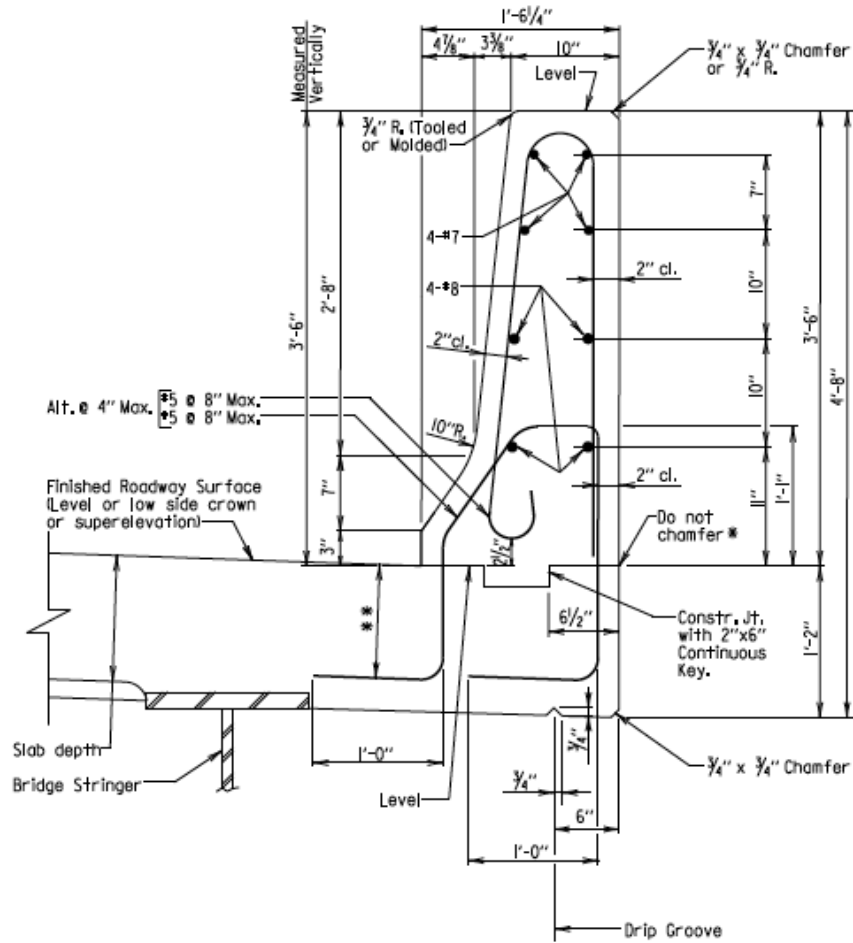 1'-6¼"
4⅞"
3⅜"
10"
Measured
Vertically
Level
¾" x ¾" Chamfer
or ¾" R.
¾" R. (Tooled
or Molded)
4-#7
7"
2'-8"
3'-6"
4-#8
2" cl.
10"
3'-6"
4'-8"
2"cl.
Alt. @ 4" Max.
#5 @ 8" Max.
#5 @ 8" Max.
10"R.
10"
Finished Roadway Surface
(Level or low side crown
or superelevation)
7"
3"
2" cl.
11"
1'-1"
Do not
chamfer *
2½"
**
6½"
Constr. Jt.
with 2"x6"
Continuous
Key.
1'-2"
Slab depth
Bridge Stringer
1'-0"
Level
¾"
¾"
6"
¾" x ¾" Chamfer
1'-0"
Drip Groove